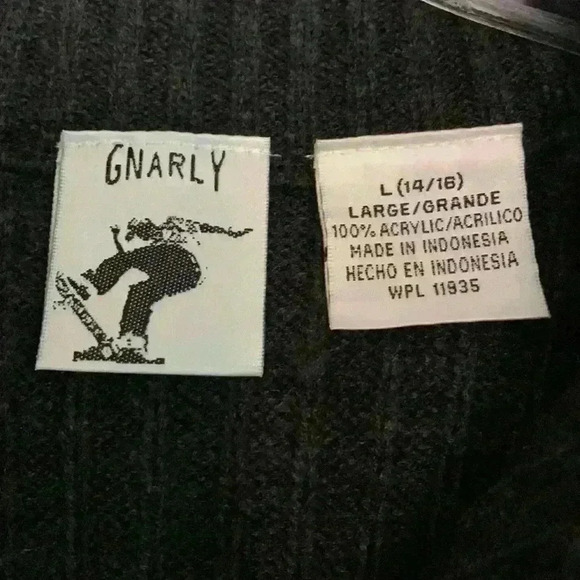 GNARLY
L (14/16)
LARGE/GRANDE
100% ACRYLIC/ACRILICO
MADE IN INDONESIA
HECHO EN INDONESIA
WPL 11935